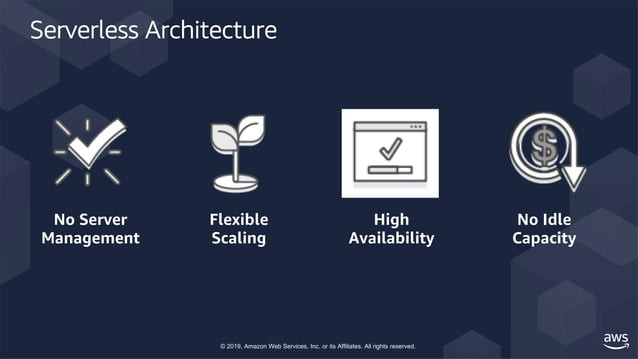 Serverless Architecture
No Server
Management
Flexible
Scaling
High
Availability
$
No Idle
Capacity
© 2019, Amazon Web Services, Inc. or its Affiliates. All rights reserved.
aws